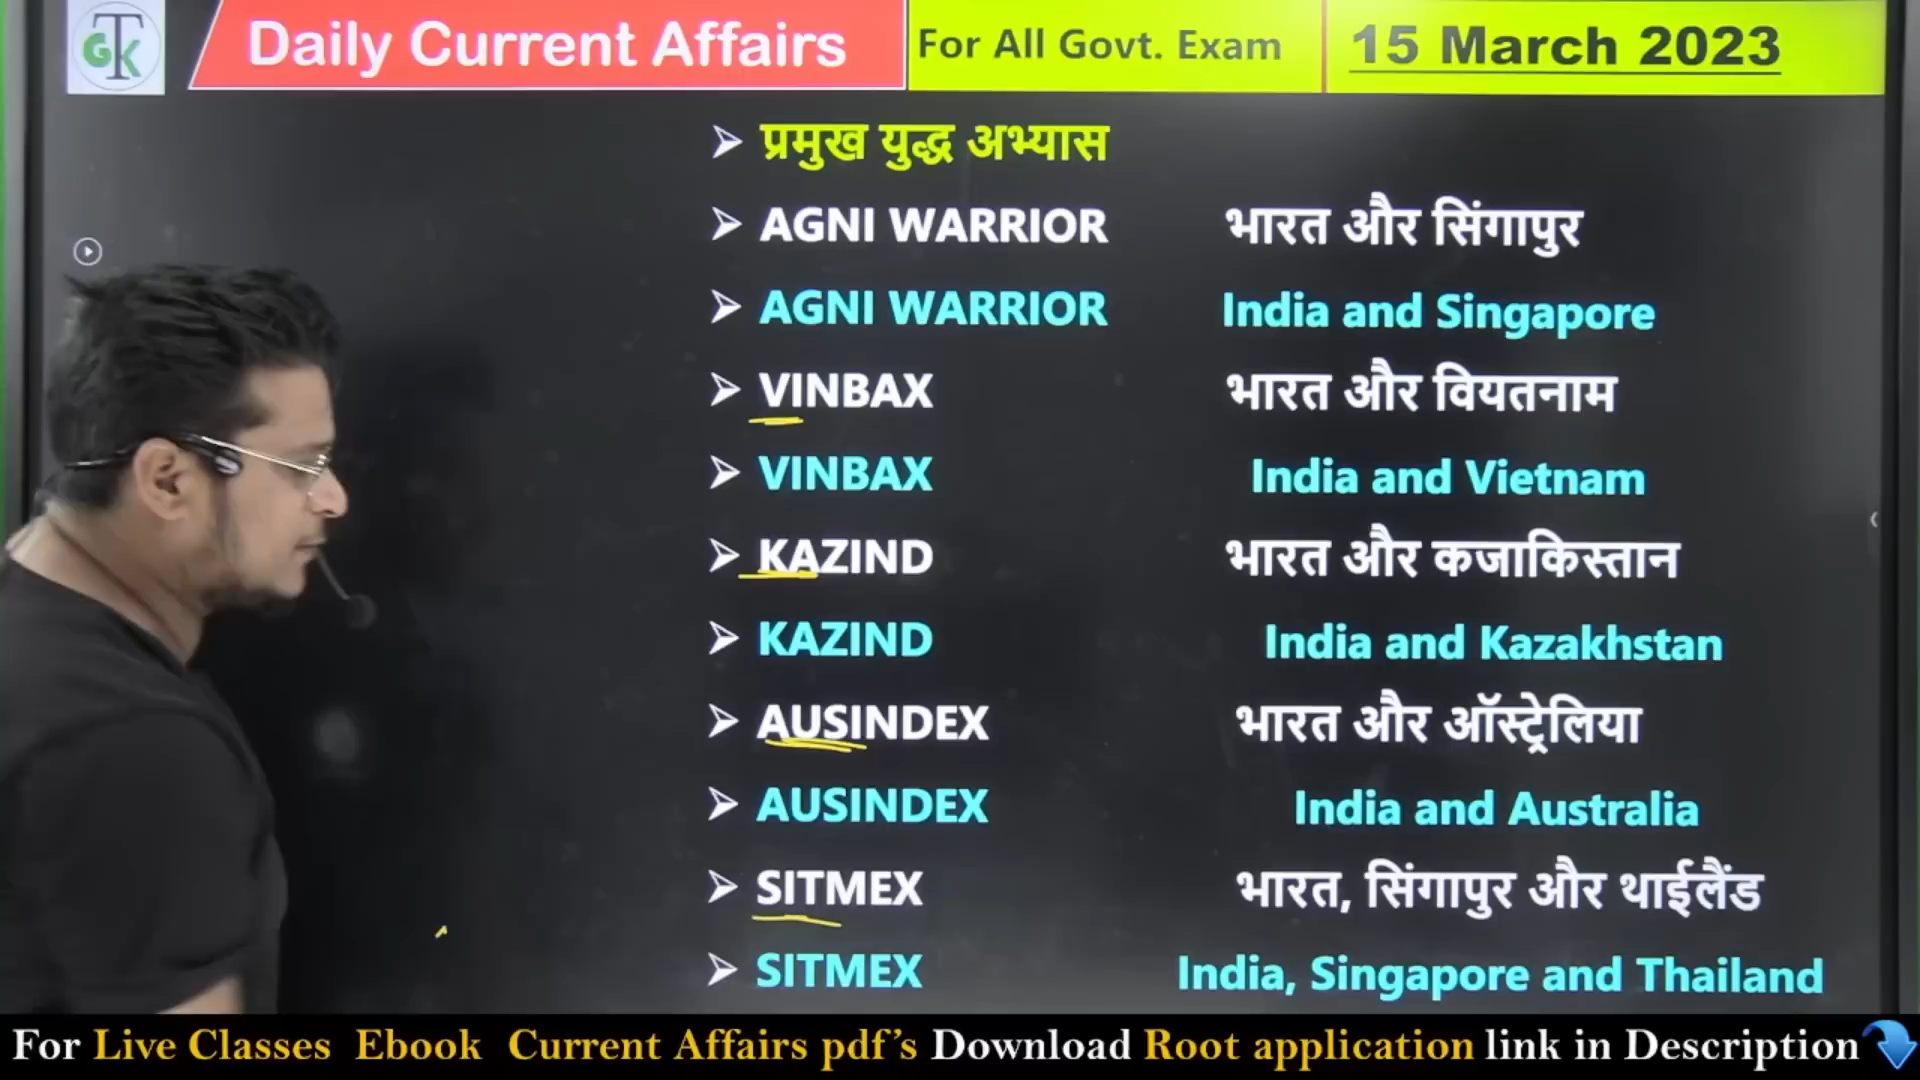 GTK
Daily Current Affairs For All Govt. Exam 15 March 2023
प्रमुख युद्ध अभ्यास
AGNI WARRIOR भारत और सिंगापुर
AGNI WARRIOR India and Singapore
VINBAX भारत और वियतनाम
VINBAX India and Vietnam
KAZIND भारत और कजाकिस्तान
KAZIND India and Kazakhstan
AUSINDEX भारत और ऑस्ट्रेलिया
AUSINDEX India and Australia
SITMEX भारत, सिंगापुर और थाईलैंड
SITMEX India, Singapore and Thailand
For Live Classes Ebook Current Affairs pdf’s Download Root application link in Description